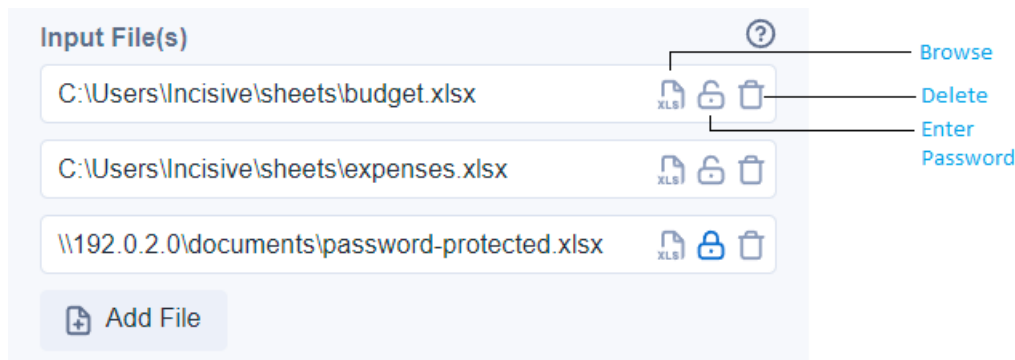 Input File(s)
Browse
C:\Users\Incisive\sheets\budget.xlsx
XLS
Delete
Enter
Password
C:\Users\Incisive\sheets\expenses.xlsx
XLS
\\192.0.2.0\documents\password-protected.xlsx
XLS
Add File